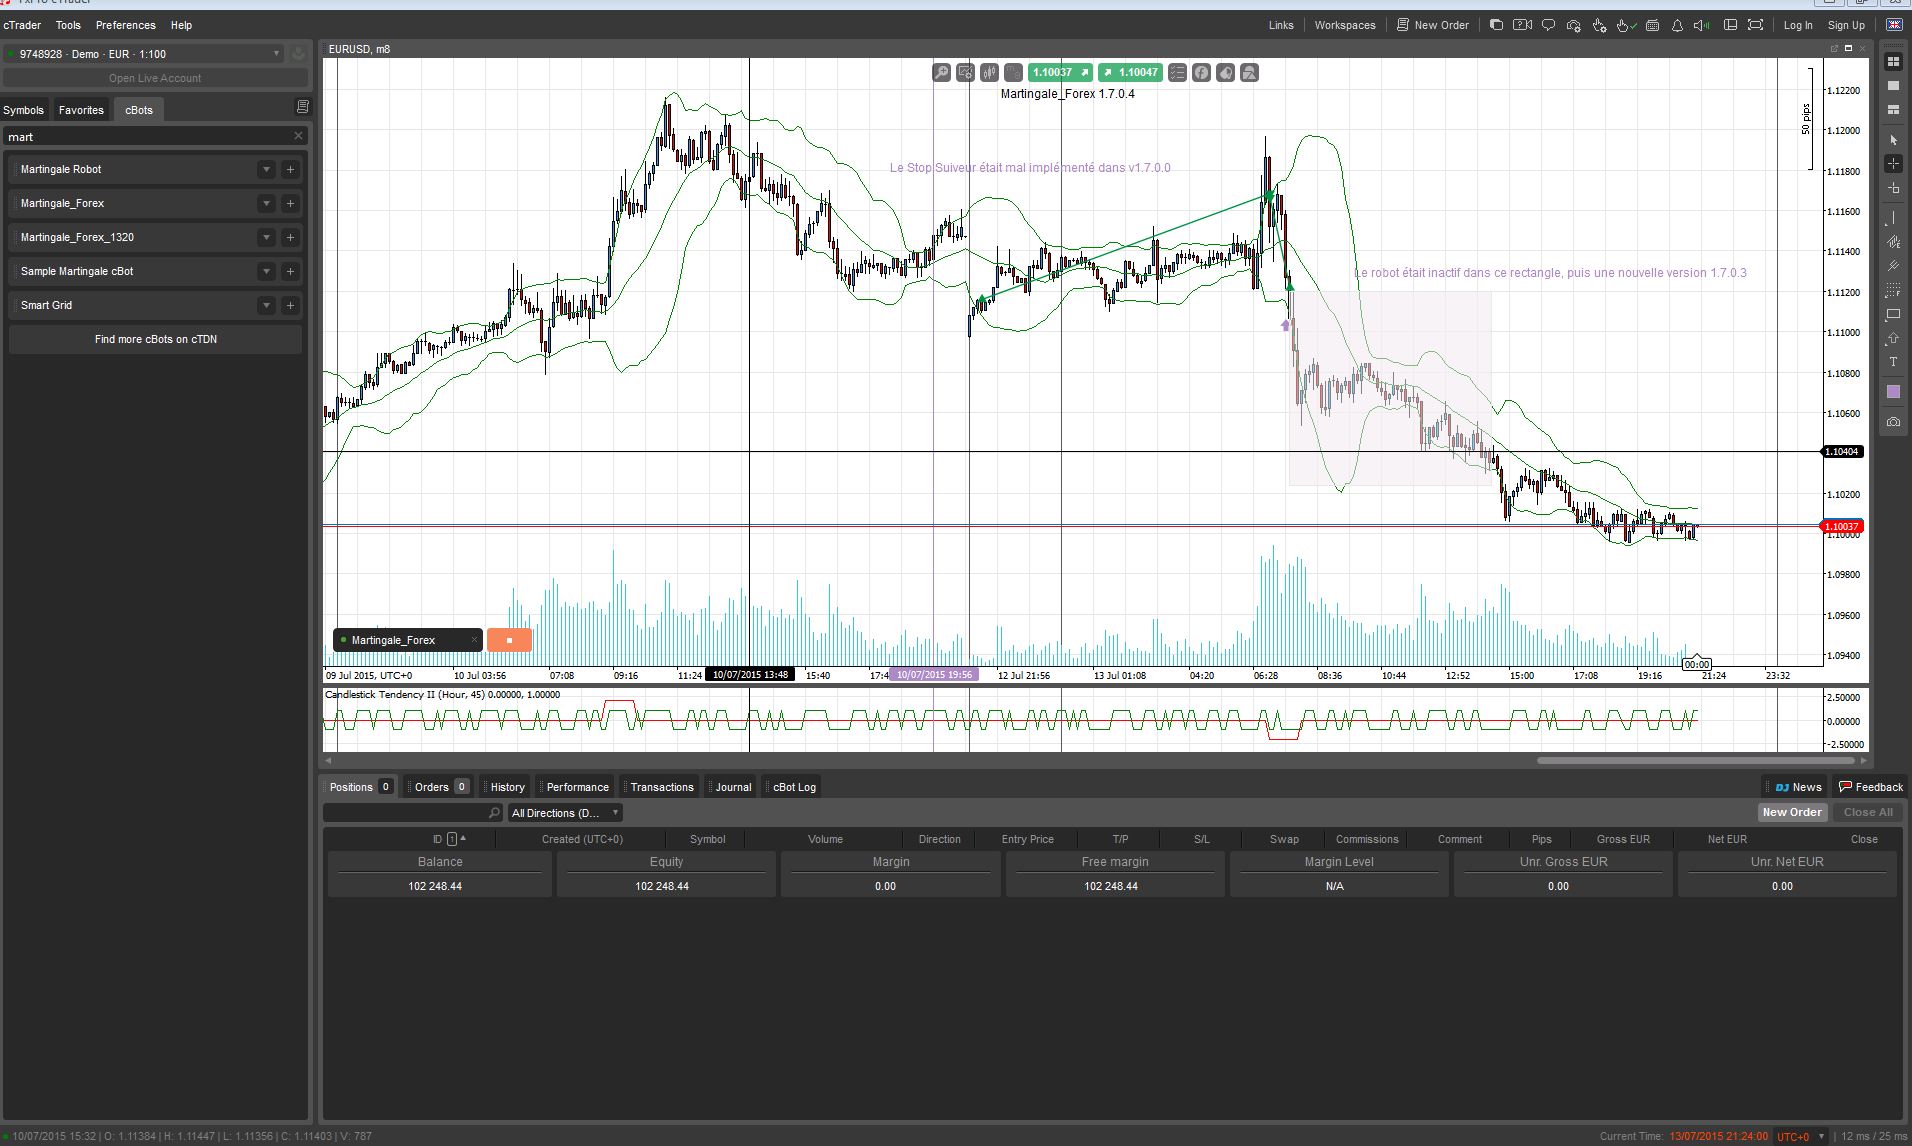 cTrader Tools Preferences Help Links Workspaces New Order Log In Sign Up
9748928 · Demo · EUR · 1:100
Open Live Account
Symbols Favorites cBots
mart
Martingale Robot
Martingale_Forex
Martingale_Forex_1320
Sample Martingale cBot
Smart Grid
Find more cBots on cTDN
EURUSD, m8
1.10037 1.10047
Martingale_Forex 1.7.0.4
Le Stop Suiveur était mal implémenté dans v1.7.0.0
Le robot était inactif dans ce rectangle, puis une nouvelle version 1.7.0.3
50 pips
1.12200
1.12000
1.11800
1.11600
1.11400
1.11200
1.11000
1.10800
1.10600
1.10404
1.10200
1.10037
1.10000
1.09800
1.09600
1.09400
Martingale_Forex
00:00
09 Jul 2015, UTC+0 10 Jul 03:56 07:08 09:16 11:24 10/07/2015 13:48 15:40 17:4 10/07/2015 19:56 12 Jul 21:56 13 Jul 01:08 04:20 06:28 08:36 10:44 12:52 15:00 17:08 19:16 21:24 23:32
Candlestick Tendency II (Hour, 45) 0.00000, 1.00000
2.50000
0.00000
-2.50000
Positions 0 Orders 0 History Performance Transactions Journal cBot Log DJ News Feedback
All Directions (D... New Order Close All
ID 1 Created (UTC+0) Symbol Volume Direction Entry Price T/P S/L Swap Commissions Comment Pips Gross EUR Net EUR Close
Balance Equity Margin Free margin Margin Level Unr. Gross EUR Unr. Net EUR
102 248.44 102 248.44 0.00 102 248.44 N/A 0.00 0.00
10/07/2015 15:32 | O: 1.11384 | H: 1.11447 | L: 1.11356 | C: 1.11403 | V: 787 Current Time: 13/07/2015 21:24:00 UTC+0 | 12 ms / 25 ms